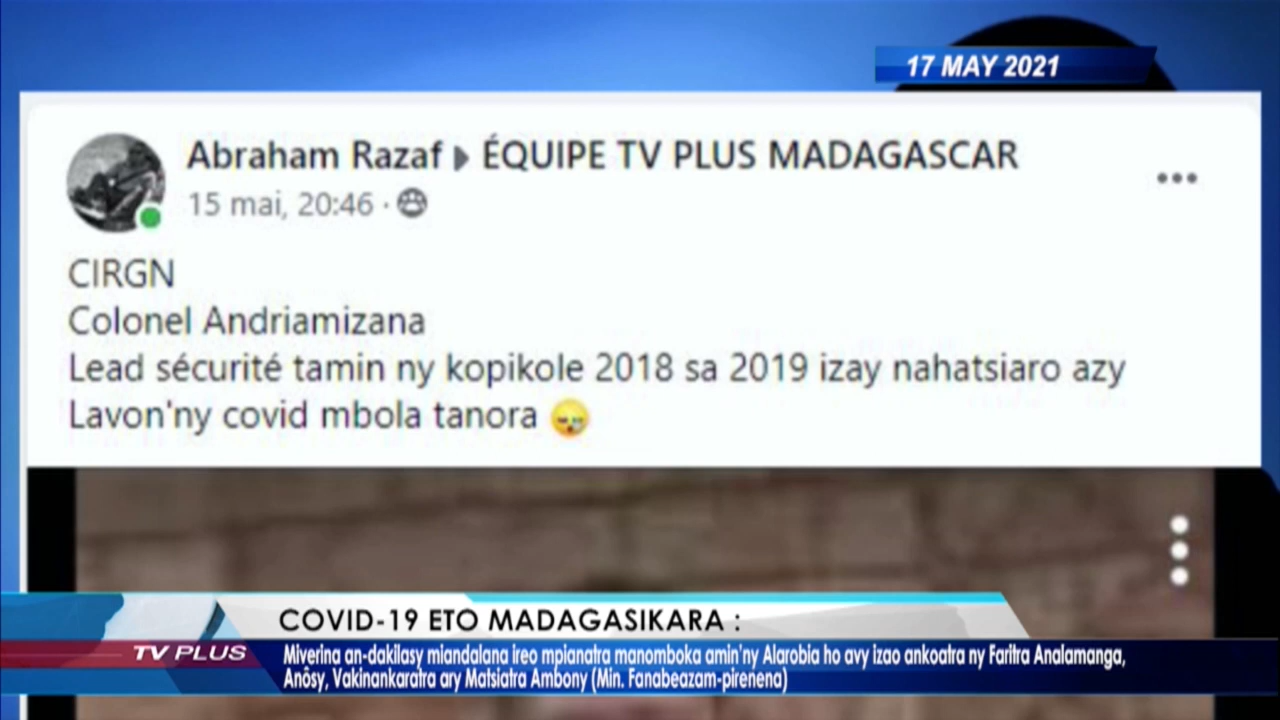 17 MAY 2021
Abraham Razaf ▸ ÉQUIPE TV PLUS MADAGASCAR
15 mai, 20:46 ·
CIRGN
Colonel Andriamizana
Lead sécurité tamin ny kopikole 2018 sa 2019 izay nahatsiaro azy
Lavon'ny covid mbola tanora 😪
COVID-19 ETO MADAGASIKARA :
TV PLUS
Miverina an-dakilasy miandalana ireo mpianatra manomboka amin'ny Alarobia ho avy izao ankoatra ny Faritra Analamanga,
Anôsy, Vakinankaratra ary Matsiatra Ambony (Min. Fanabeazam-pirenena)